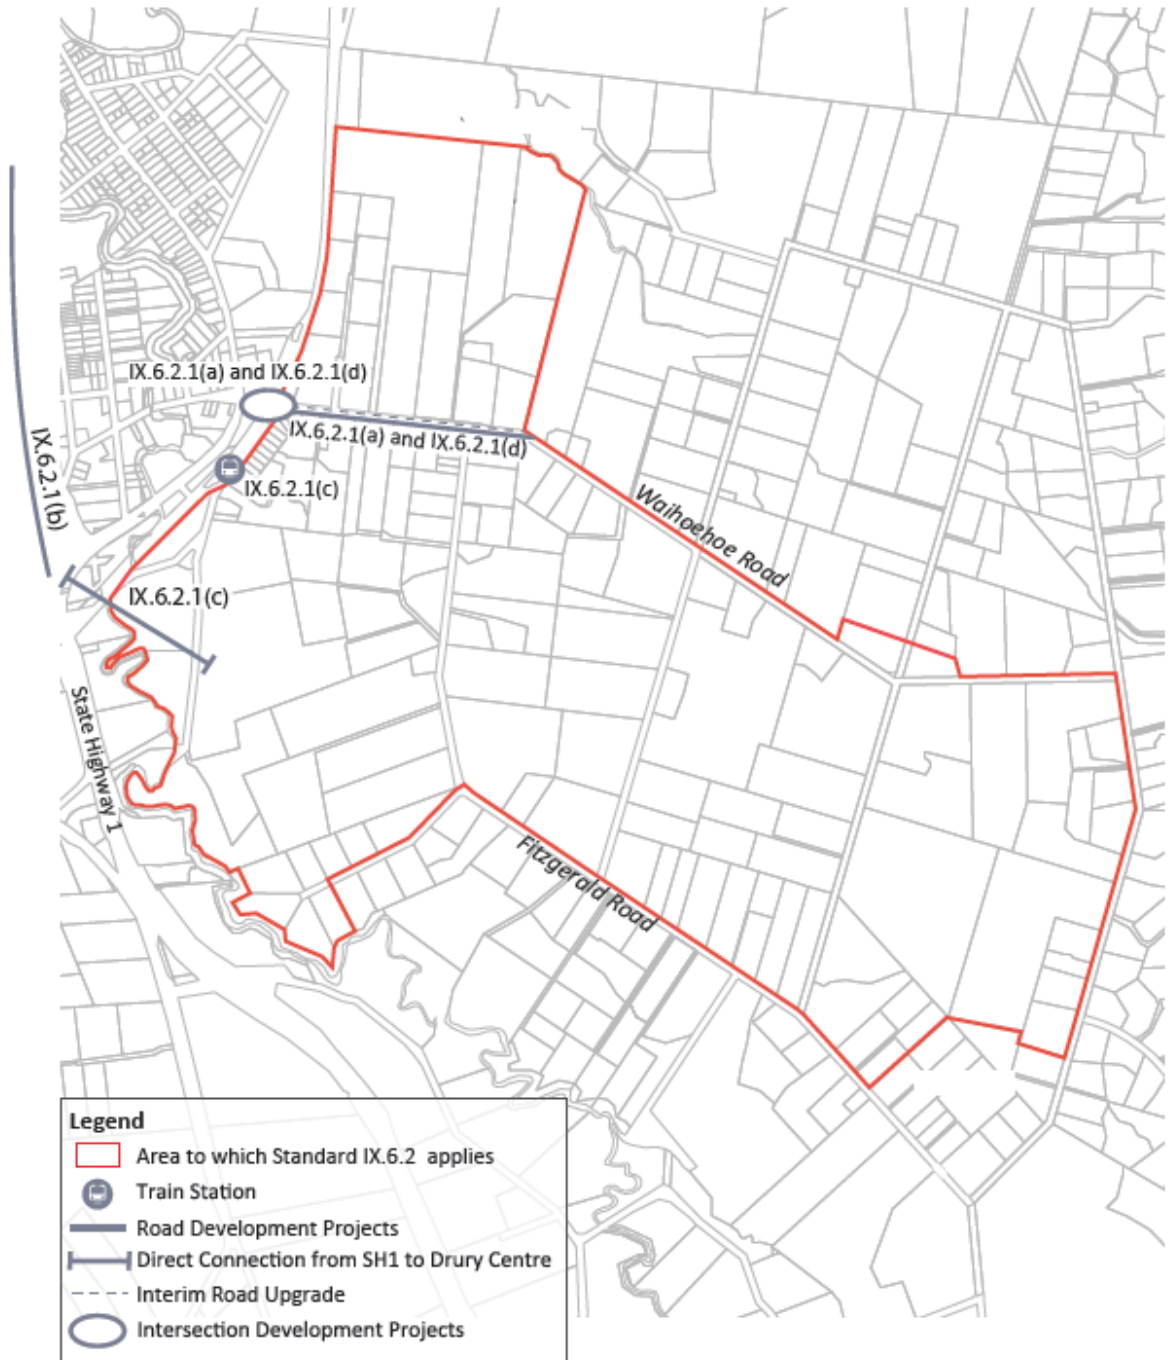 IX.6.2.1(a) and IX.6.2.1(d)
IX.6.2.1(a) and IX.6.2.1(d)
IX.6.2.1(b)
IX.6.2.1(c)
Waihoehoe Road
IX.6.2.1(c)
State Highway 1
Fitzgerald Road
Legend
Area to which Standard IX.6.2 applies
Train Station
Road Development Projects
Direct Connection from SH1 to Drury Centre
Interim Road Upgrade
Intersection Development Projects